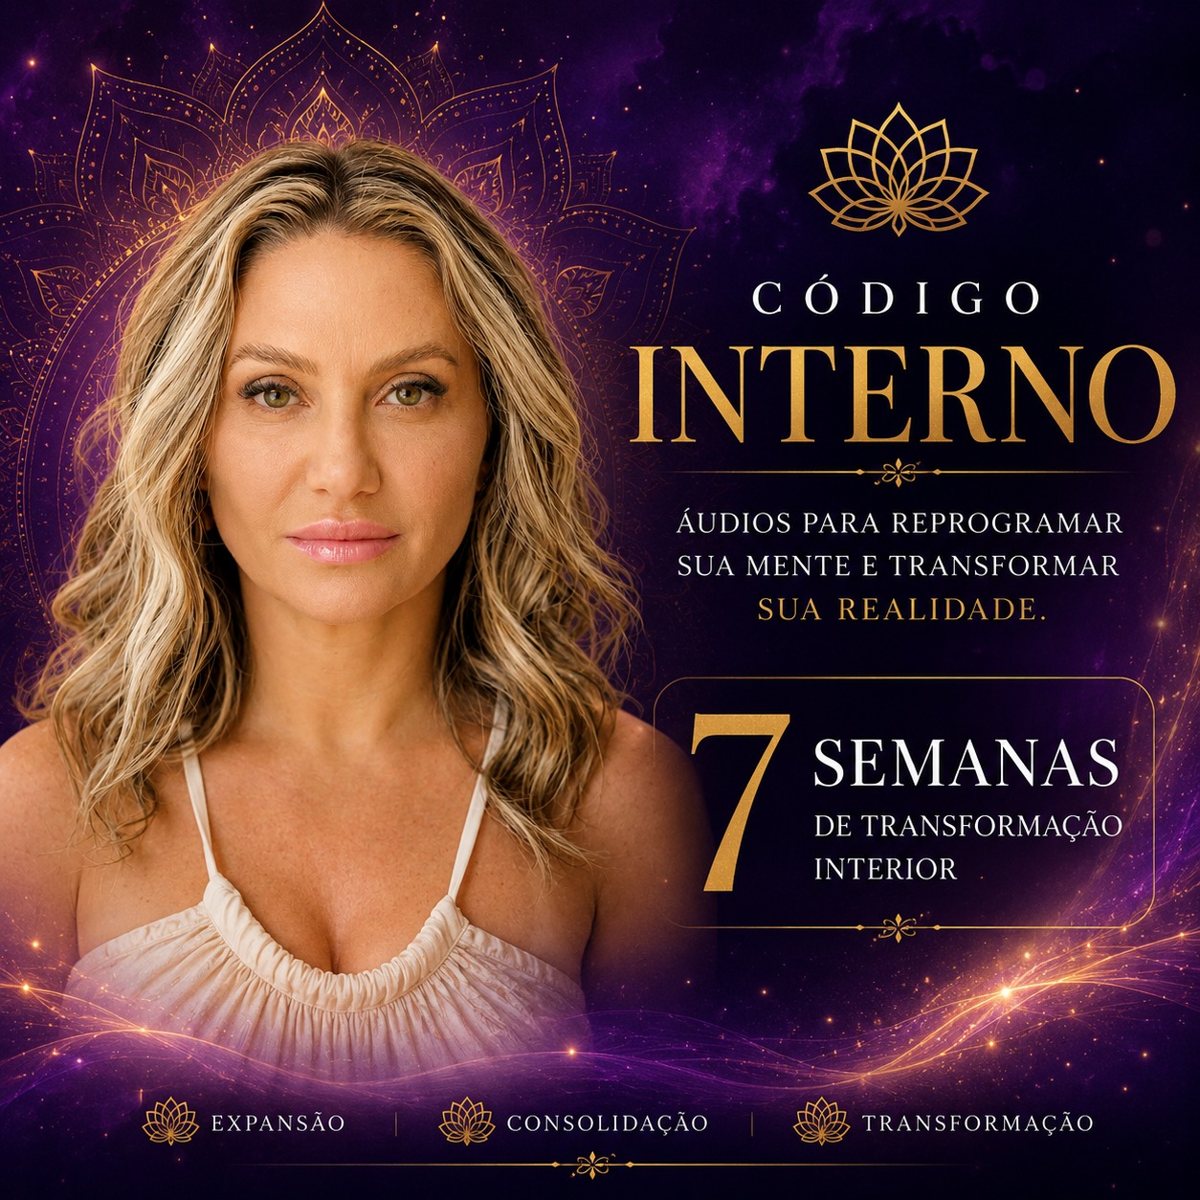 CÓDIGO
INTERNO
ÁUDIOS PARA REPROGRAMAR
SUA MENTE E TRANSFORMAR
SUA REALIDADE.
7
SEMANAS
DE TRANSFORMAÇÃO
INTERIOR
EXPANSÃO
CONSOLIDAÇÃO
TRANSFORMAÇÃO